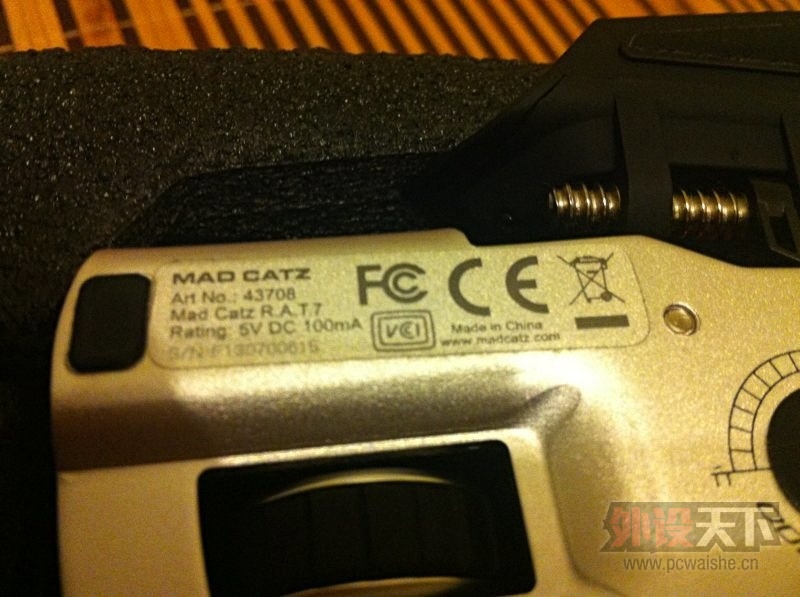 MAD CATZ
Art No.: 43708
Mad Catz R.A.T.7
Rating: 5V DC 100mA
FC CE
VCI
Made in China
www.madcatz.com
外设天下
www.pcwaishe.cn